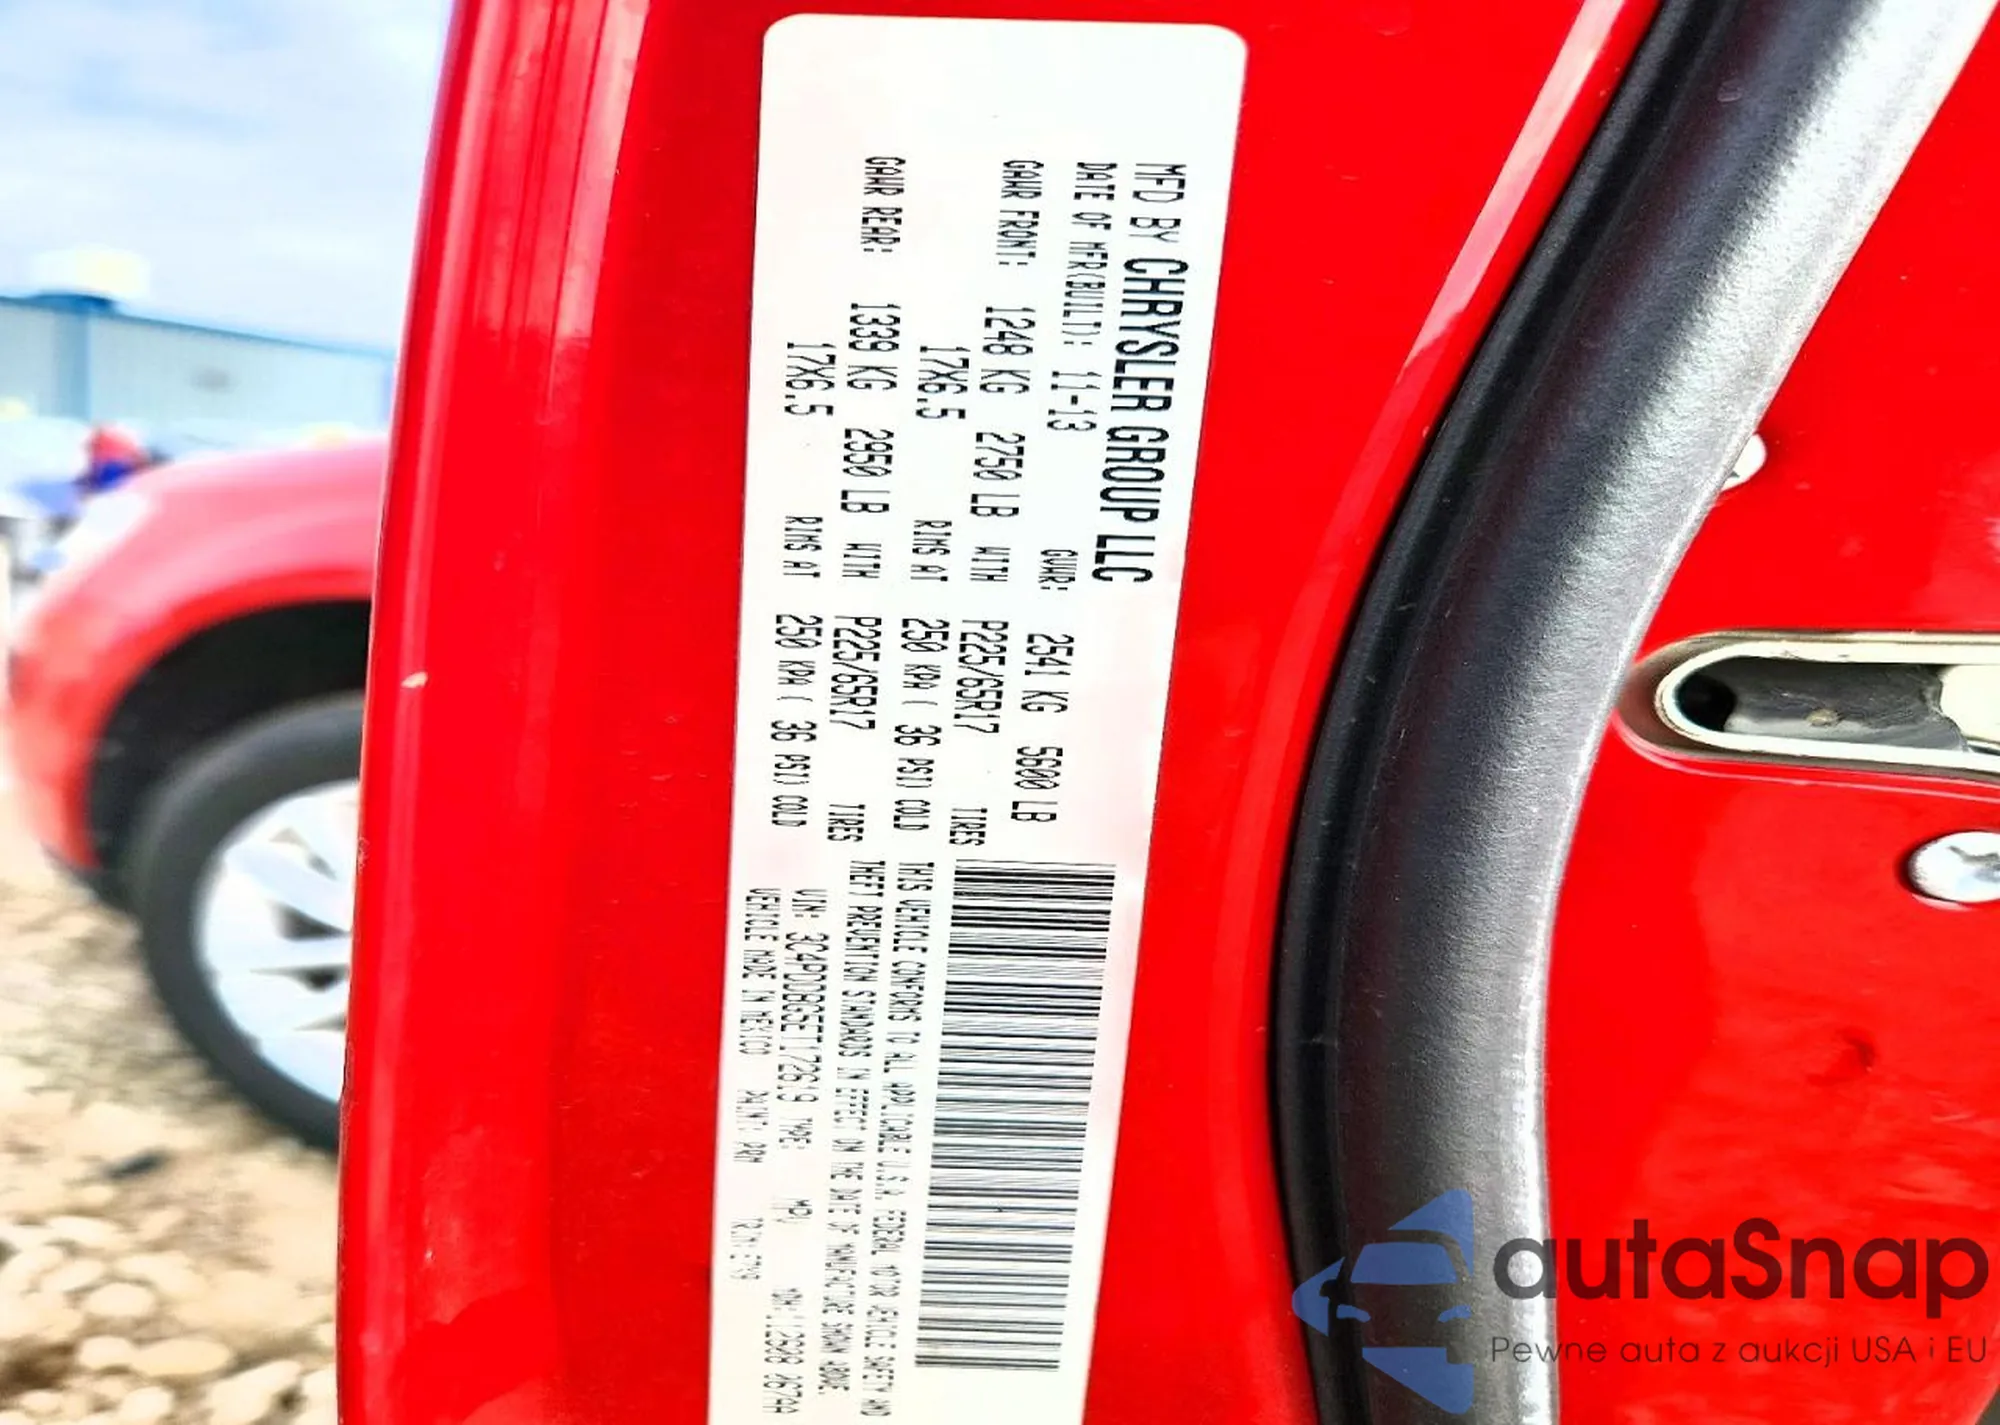 MFD BY CHRYSLER GROUP LLC
DATE OF MFR(BUILT): 11-13 GVWR: 2541 KG 5600 LB
GAWR FRONT: 1248 KG 2750 LB WITH P225/65R17 TIRES
17X6.5 RIMS AT 250 KPA ( 36 PSI) COLD
GAWR REAR: 1339 KG 2950 LB WITH P225/65R17 TIRES
17X6.5 RIMS AT 250 KPA ( 36 PSI) COLD
THIS VEHICLE CONFORMS TO ALL APPLICABLE U.S.A. FEDERAL MOTOR VEHICLE SAFETY AND
THEFT PREVENTION STANDARDS IN EFFECT ON THE DATE OF MANUFACTURE SHOWN ABOVE.
VIN: 3C4PDDBG5ET172619 TYPE: MPV
VEHICLE MADE IN MEXICO PAINT: PRM TRIM:
autaSnap
Pewne auta z aukcji USA i EU